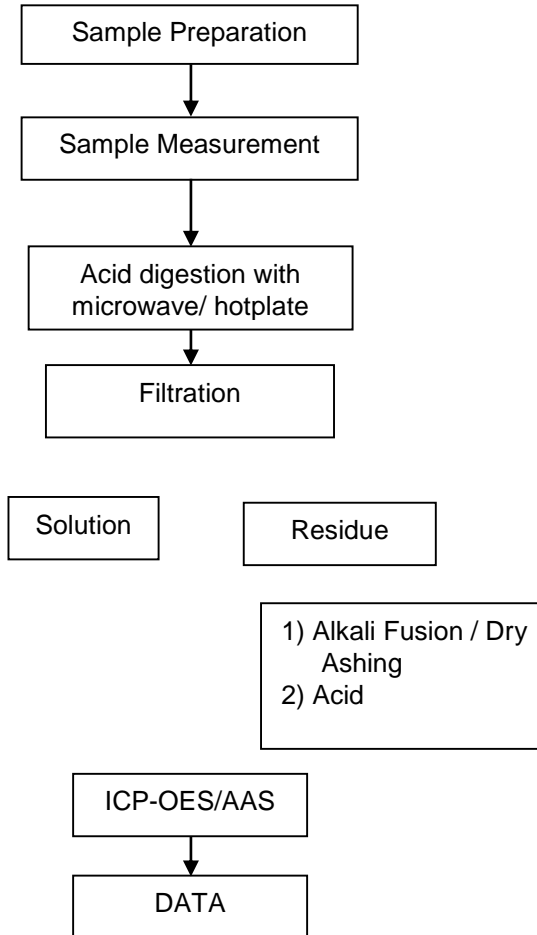 Sample Preparation
Sample Measurement
Acid digestion with
microwave/ hotplate
Filtration
Solution
Residue
1) Alkali Fusion / Dry
Ashing
2) Acid
ICP-OES/AAS
DATA